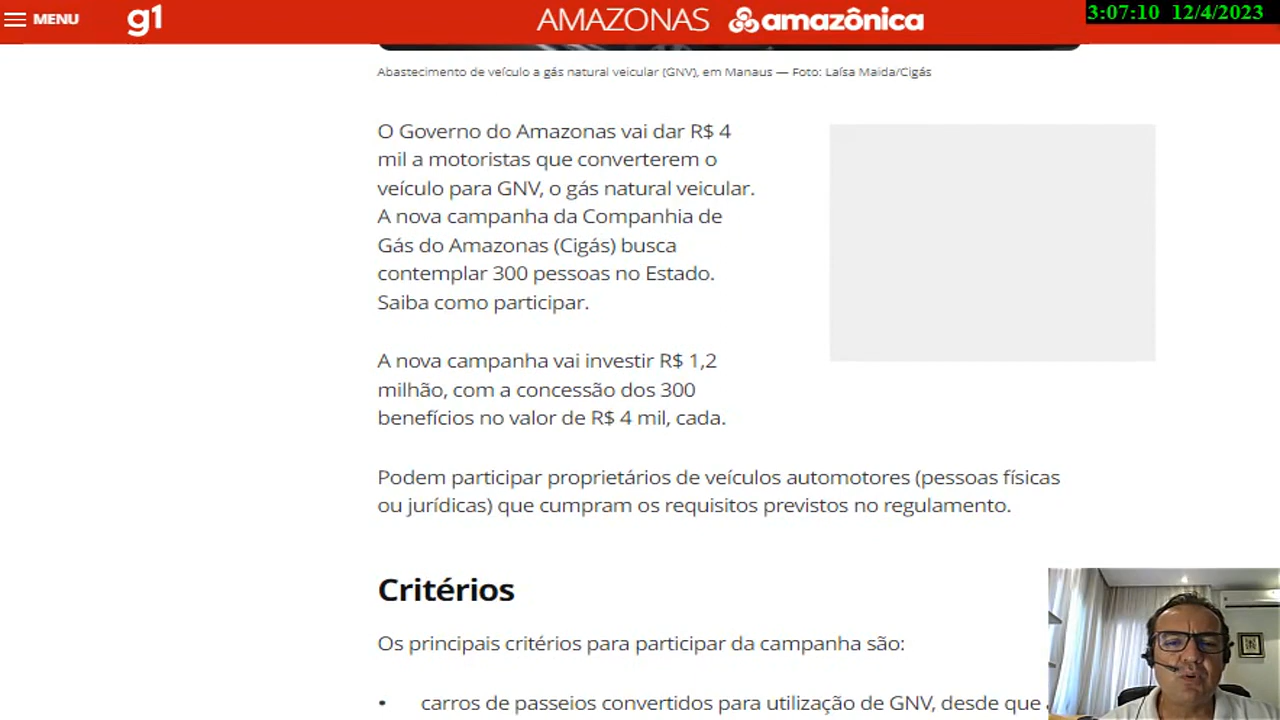 MENU
g1
AMAZONAS amazônica
3:07:10 12/4/2023
Abastecimento de veículo a gás natural veicular (GNV), em Manaus — Foto: Laísa Maida/Cigás
O Governo do Amazonas vai dar R$ 4
mil a motoristas que converterem o
veículo para GNV, o gás natural veicular.
A nova campanha da Companhia de
Gás do Amazonas (Cigás) busca
contemplar 300 pessoas no Estado.
Saiba como participar.
A nova campanha vai investir R$ 1,2
milhão, com a concessão dos 300
benefícios no valor de R$ 4 mil, cada.
Podem participar proprietários de veículos automotores (pessoas físicas
ou jurídicas) que cumpram os requisitos previstos no regulamento.
Critérios
Os principais critérios para participar da campanha são:
• carros de passeios convertidos para utilização de GNV, desde que